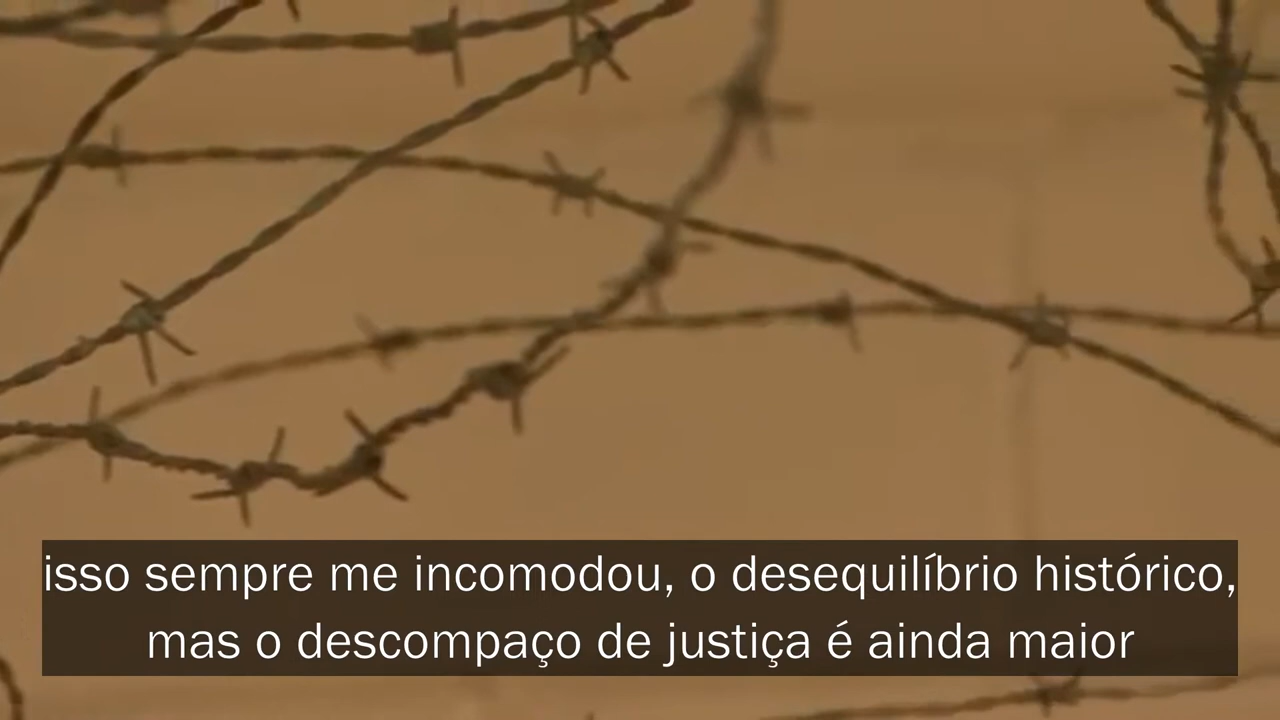 isso sempre me incomodou, o desequilíbrio histórico,
mas o descompaço de justiça é ainda maior